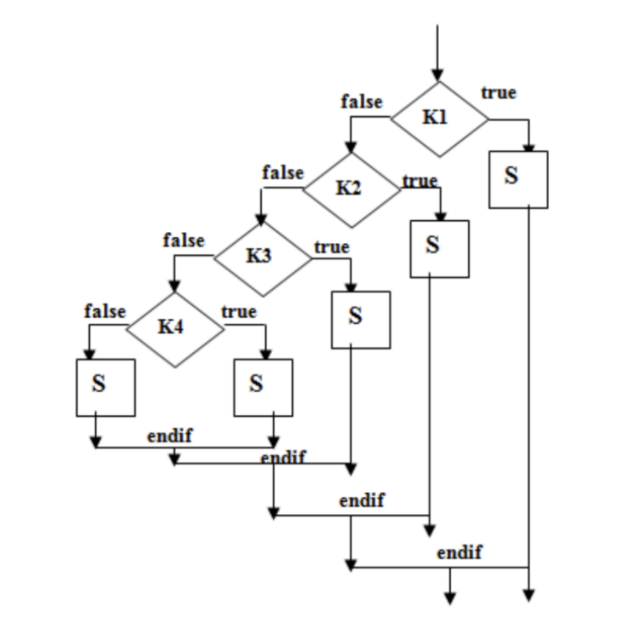 true
false
K1
S
false
K2
true
S
false
K3
true
S
false
K4
true
S
S
endif
endif
endif
endif